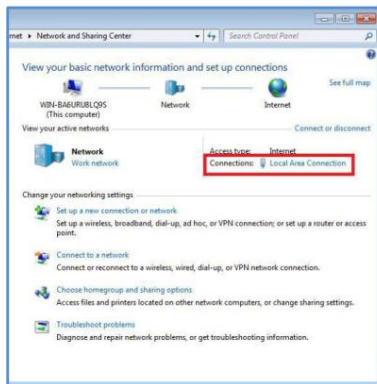 rnet ▸ Network and Sharing Center
Search Control Panel
View your basic network information and set up connections
See full map
WIN-BA6URU8LQ9S
(This computer)
Network
Internet
View your active networks
Connect or disconnect
Network
Work network
Access type: Internet
Connections: Local Area Connection
Change your networking settings
Set up a new connection or network
Set up a wireless, broadband, dial-up, ad hoc, or VPN connection; or set up a router or access
point.
Connect to a network
Connect or reconnect to a wireless, wired, dial-up, or VPN network connection.
Choose homegroup and sharing options
Access files and printers located on other network computers, or change sharing settings.
Troubleshoot problems
Diagnose and repair network problems, or get troubleshooting information.